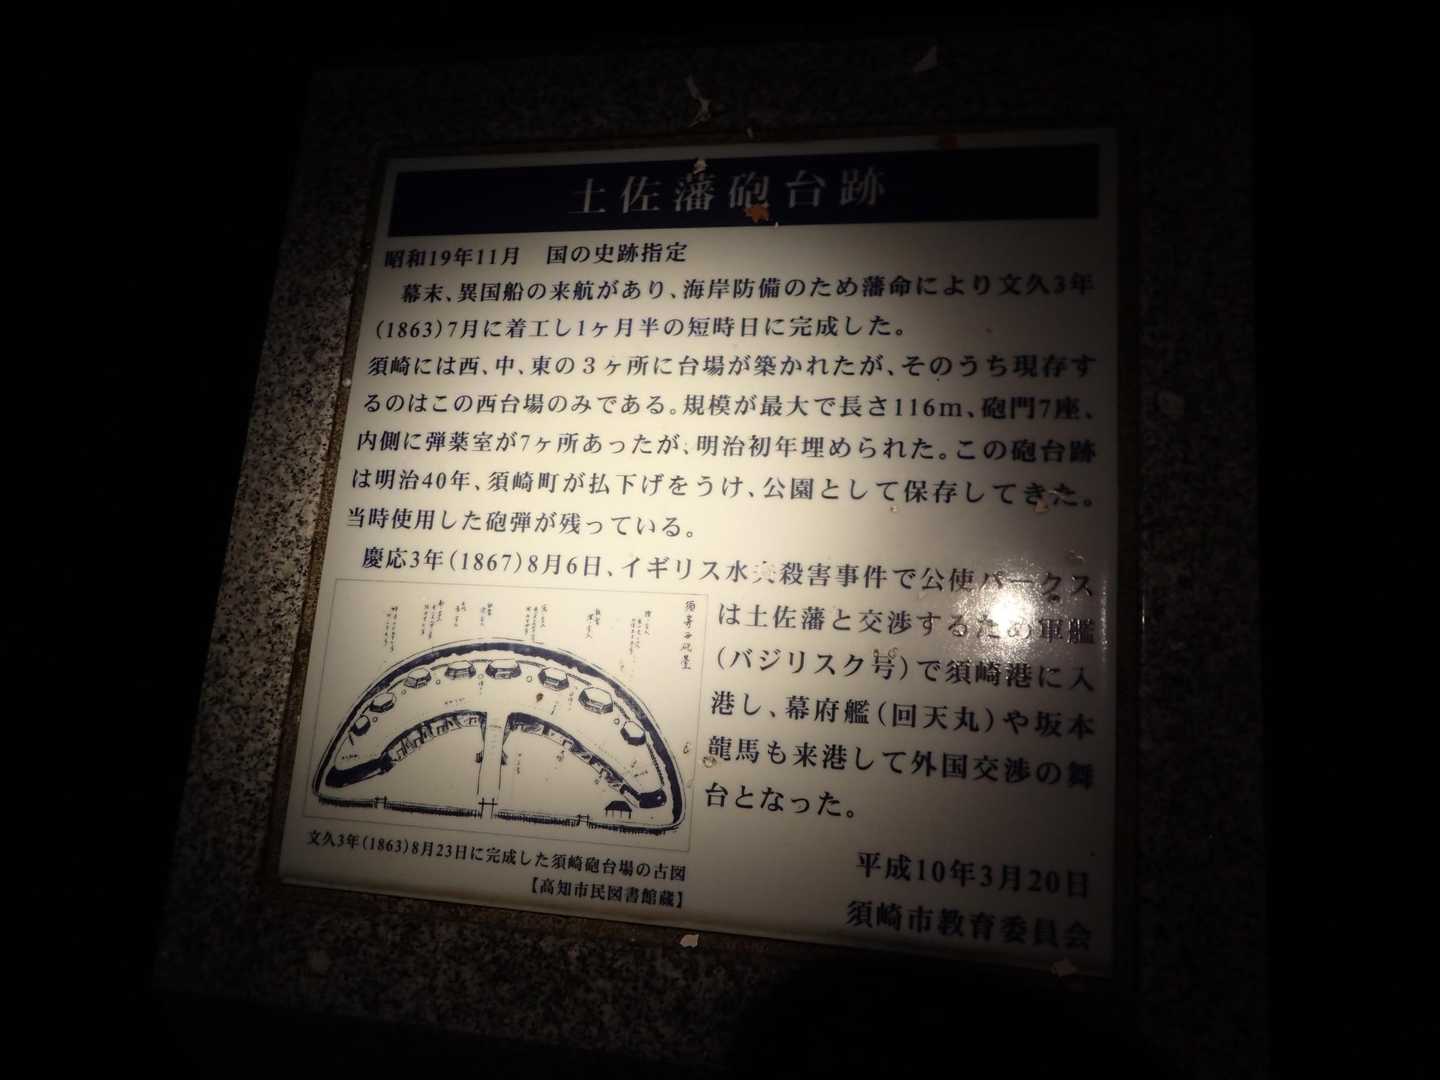 土佐藩砲台跡
昭和19年11月　国の史跡指定
幕末、異国船の来航があり、海岸防備のため藩命により文久3年
(1863)7月に着工し1ヶ月半の短時日に完成した。
須崎には西、中、東の３ヶ所に台場が築かれたが、そのうち現存す
るのはこの西台場のみである。規模が最大で長さ116m、砲門7座、
内側に弾薬室が7ヶ所あったが、明治初年埋められた。この砲台跡
は明治40年、須崎町が払下げをうけ、公園として保存してきた。
当時使用した砲弾が残っている。
慶応3年(1867)8月6日、イギリス水夫殺害事件で公使パークス
は土佐藩と交渉するため軍艦
(バジリスク号)で須崎港に入
港し、幕府艦(回天丸)や坂本
龍馬も来港して外国交渉の舞
台となった。
文久3年(1863)8月23日に完成した須崎砲台場の古図
【高知市民図書館蔵】
平成10年3月20日
須崎市教育委員会